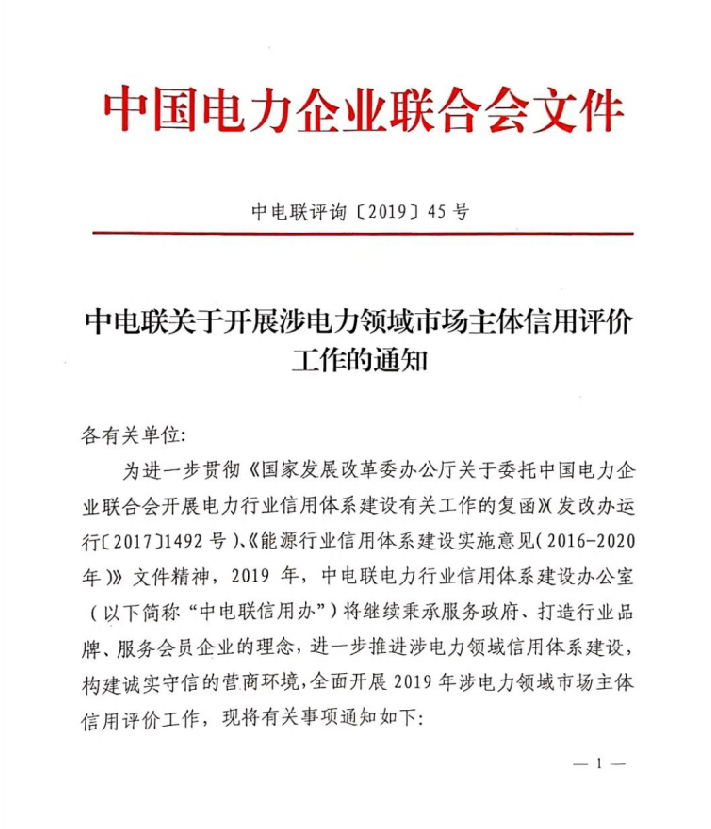 中国电力企业联合会文件
中电联评询〔2019〕45号
中电联关于开展涉电力领域市场主体信用评价
工作的通知
各有关单位:
为进一步贯彻《国家发展改革委办公厅关于委托中国电力企
业联合会开展电力行业信用体系建设有关工作的复函》(发改办运
行〔2017〕1492号)、《能源行业信用体系建设实施意见(2016-2020
年)》文件精神，2019年，中电联电力行业信用体系建设办公室
（以下简称“中电联信用办”）将继续秉承服务政府、打造行业品
牌、服务会员企业的理念,进一步推进涉电力领域信用体系建设,
构建诚实守信的营商环境,全面开展2019年涉电力领域市场主体
信用评价工作，现将有关事项通知如下:
— 1 —